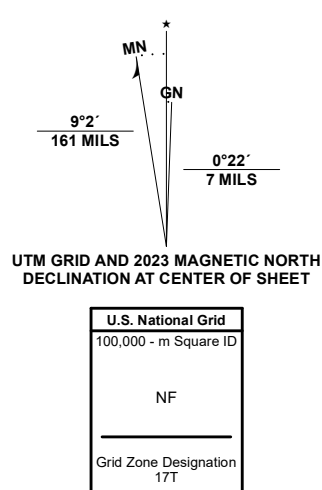 ★
MN
GN
9°2´
161 MILS
0°22´
7 MILS
UTM GRID AND 2023 MAGNETIC NORTH
DECLINATION AT CENTER OF SHEET
U.S. National Grid
100,000 - m Square ID
NF
Grid Zone Designation
17T